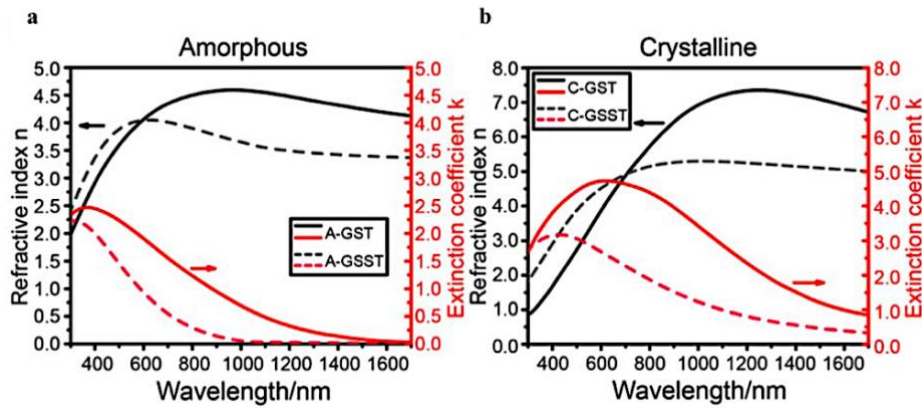 a
Amorphous
Refractive index n
5.0
4.5
4.0
3.5
3.0
2.5
2.0
1.5
1.0
0.5
0.0
A-GST
A-GSST
5.0
4.5
4.0
3.5
3.0
2.5
2.0
1.5
1.0
0.5
0.0
Extinction coefficient k
400 600 800 1000 1200 1400 1600
Wavelength/nm
b
Crystalline
Refractive index n
8.0
7.0
6.0
5.0
4.0
3.0
2.0
1.0
0.0
C-GST
C-GSST
8.0
7.0
6.0
5.0
4.0
3.0
2.0
1.0
0.0
Extinction coefficient k
400 600 800 1000 1200 1400 1600
Wavelength/nm